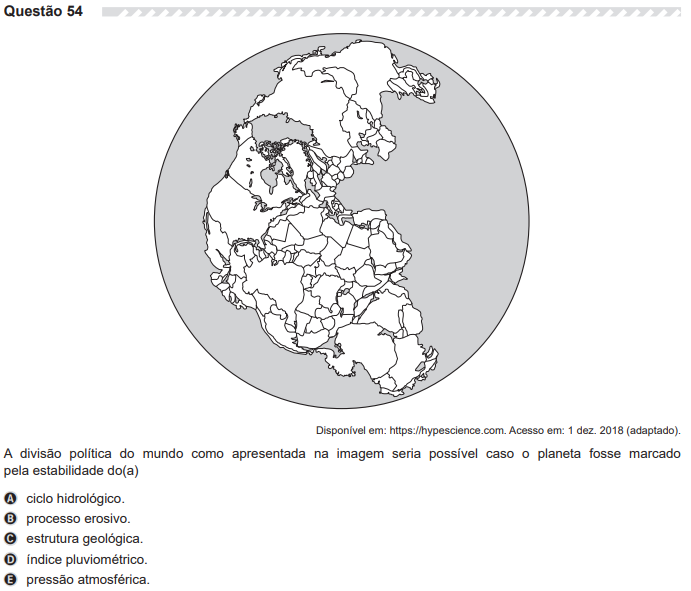 Questão 54
Disponível em: https://hypescience.com. Acesso em: 1 dez. 2018 (adaptado).
A divisão política do mundo como apresentada na imagem seria possível caso o planeta fosse marcado
pela estabilidade do(a)
A ciclo hidrológico.
B processo erosivo.
C estrutura geológica.
D índice pluviométrico.
E pressão atmosférica.